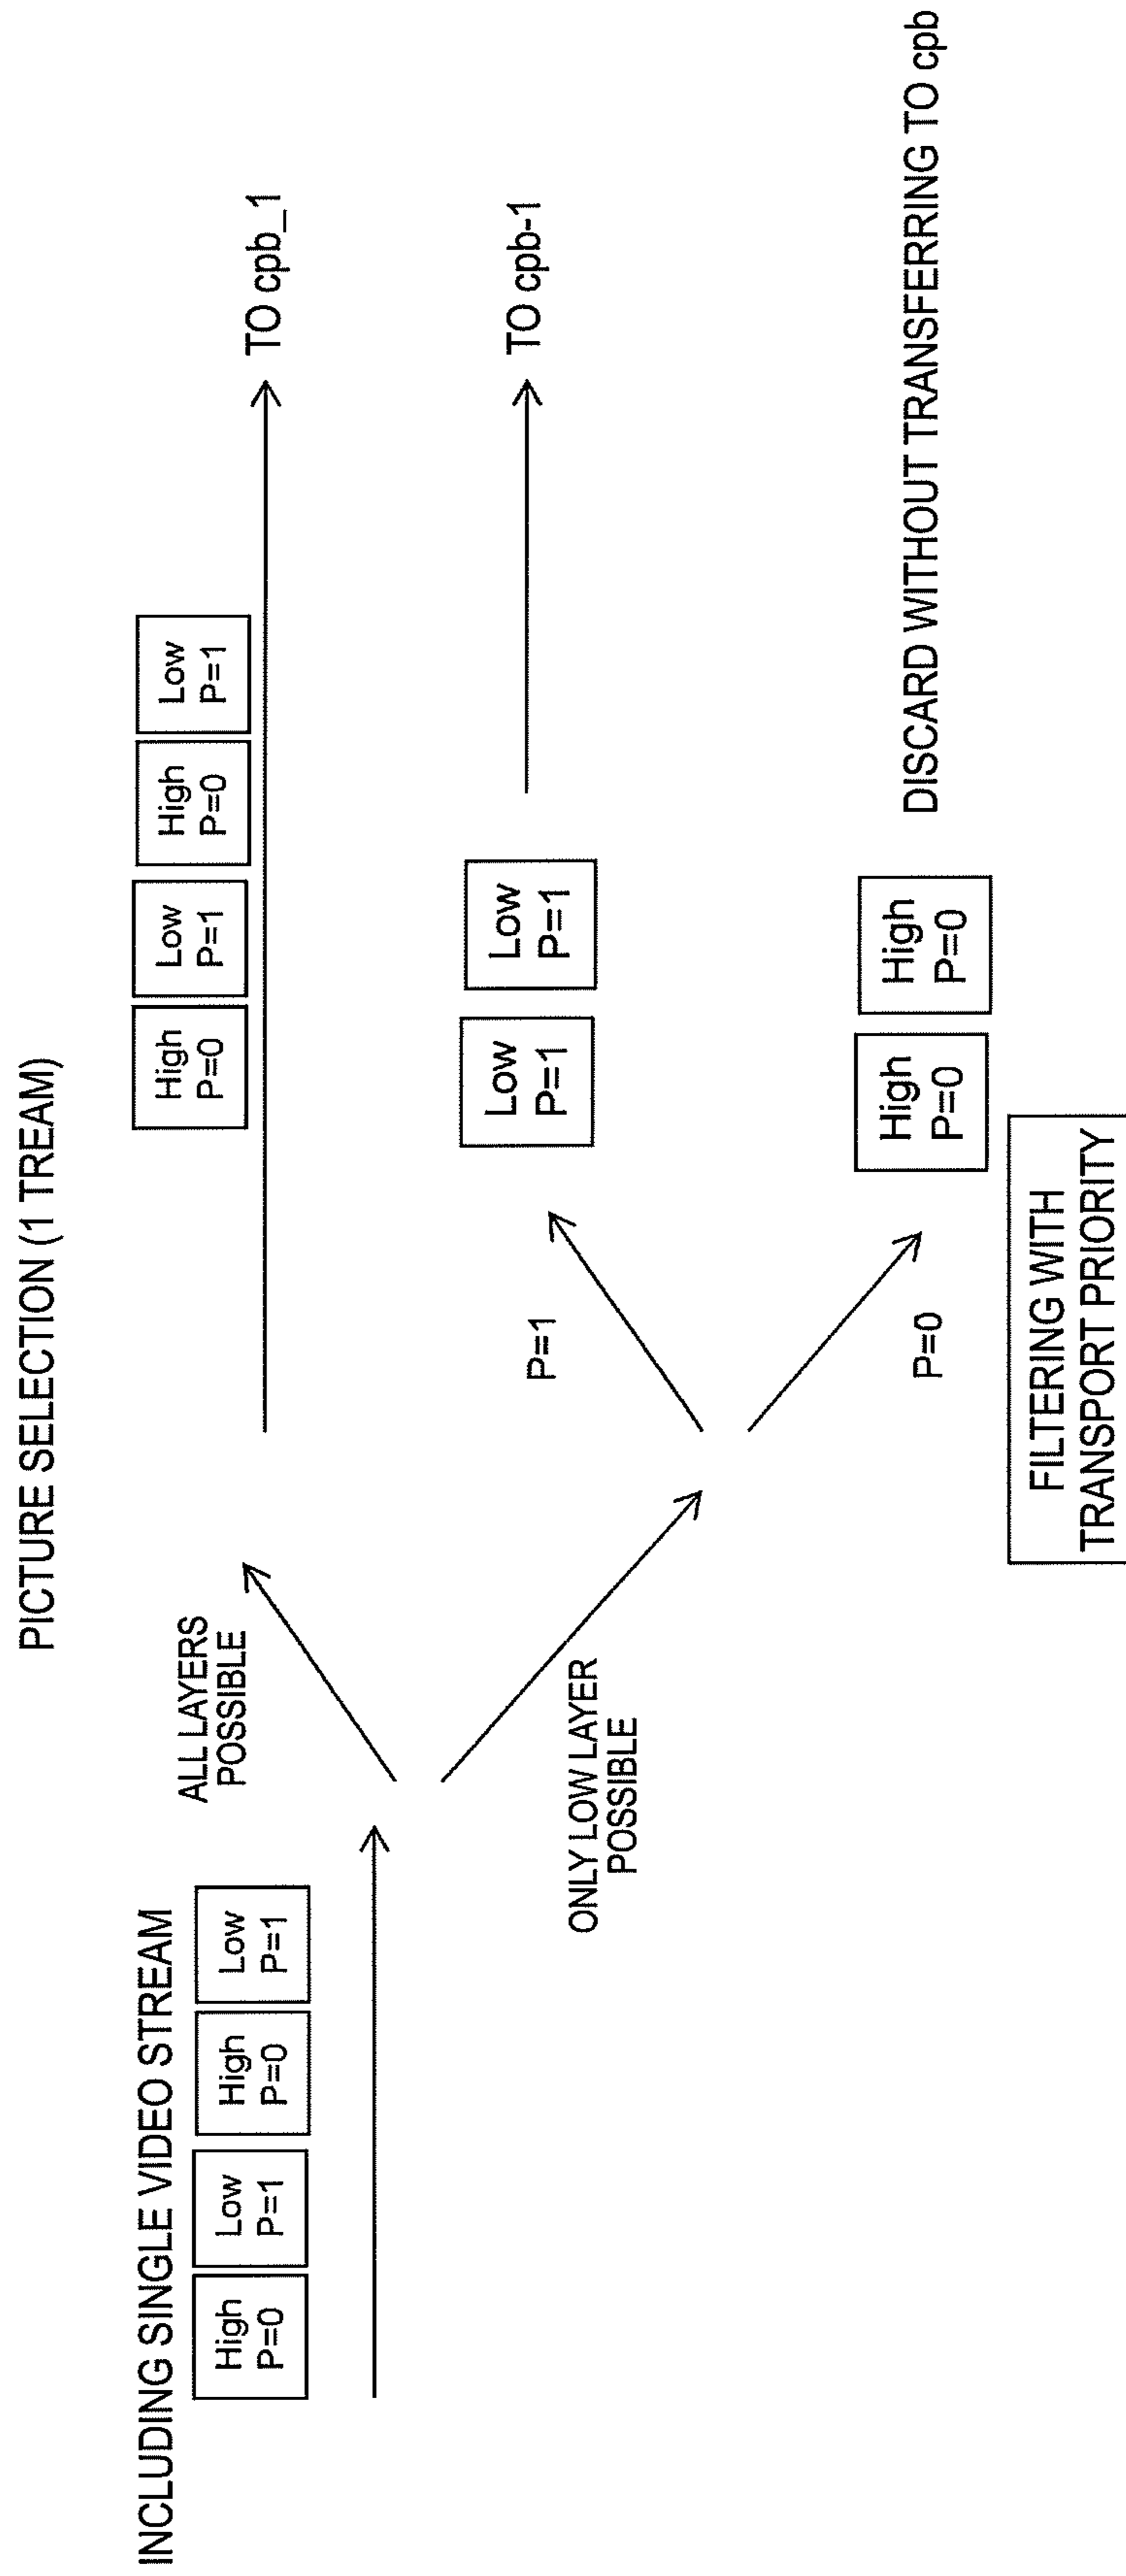 PICTURE SELECTION (1 TREAM)
INCLUDING SINGLE VIDEO STREAM
High
P=0
Low
P=1
High
P=0
Low
P=1
ALL LAYERS
POSSIBLE
High
P=0
Low
P=1
High
P=0
Low
P=1
TO cpb_1
ONLY LOW LAYER
POSSIBLE
P=1
Low
P=1
Low
P=1
TO cpb-1
P=0
High
P=0
High
P=0
DISCARD WITHOUT TRANSFERRING TO cpb
FILTERING WITH
TRANSPORT PRIORITY